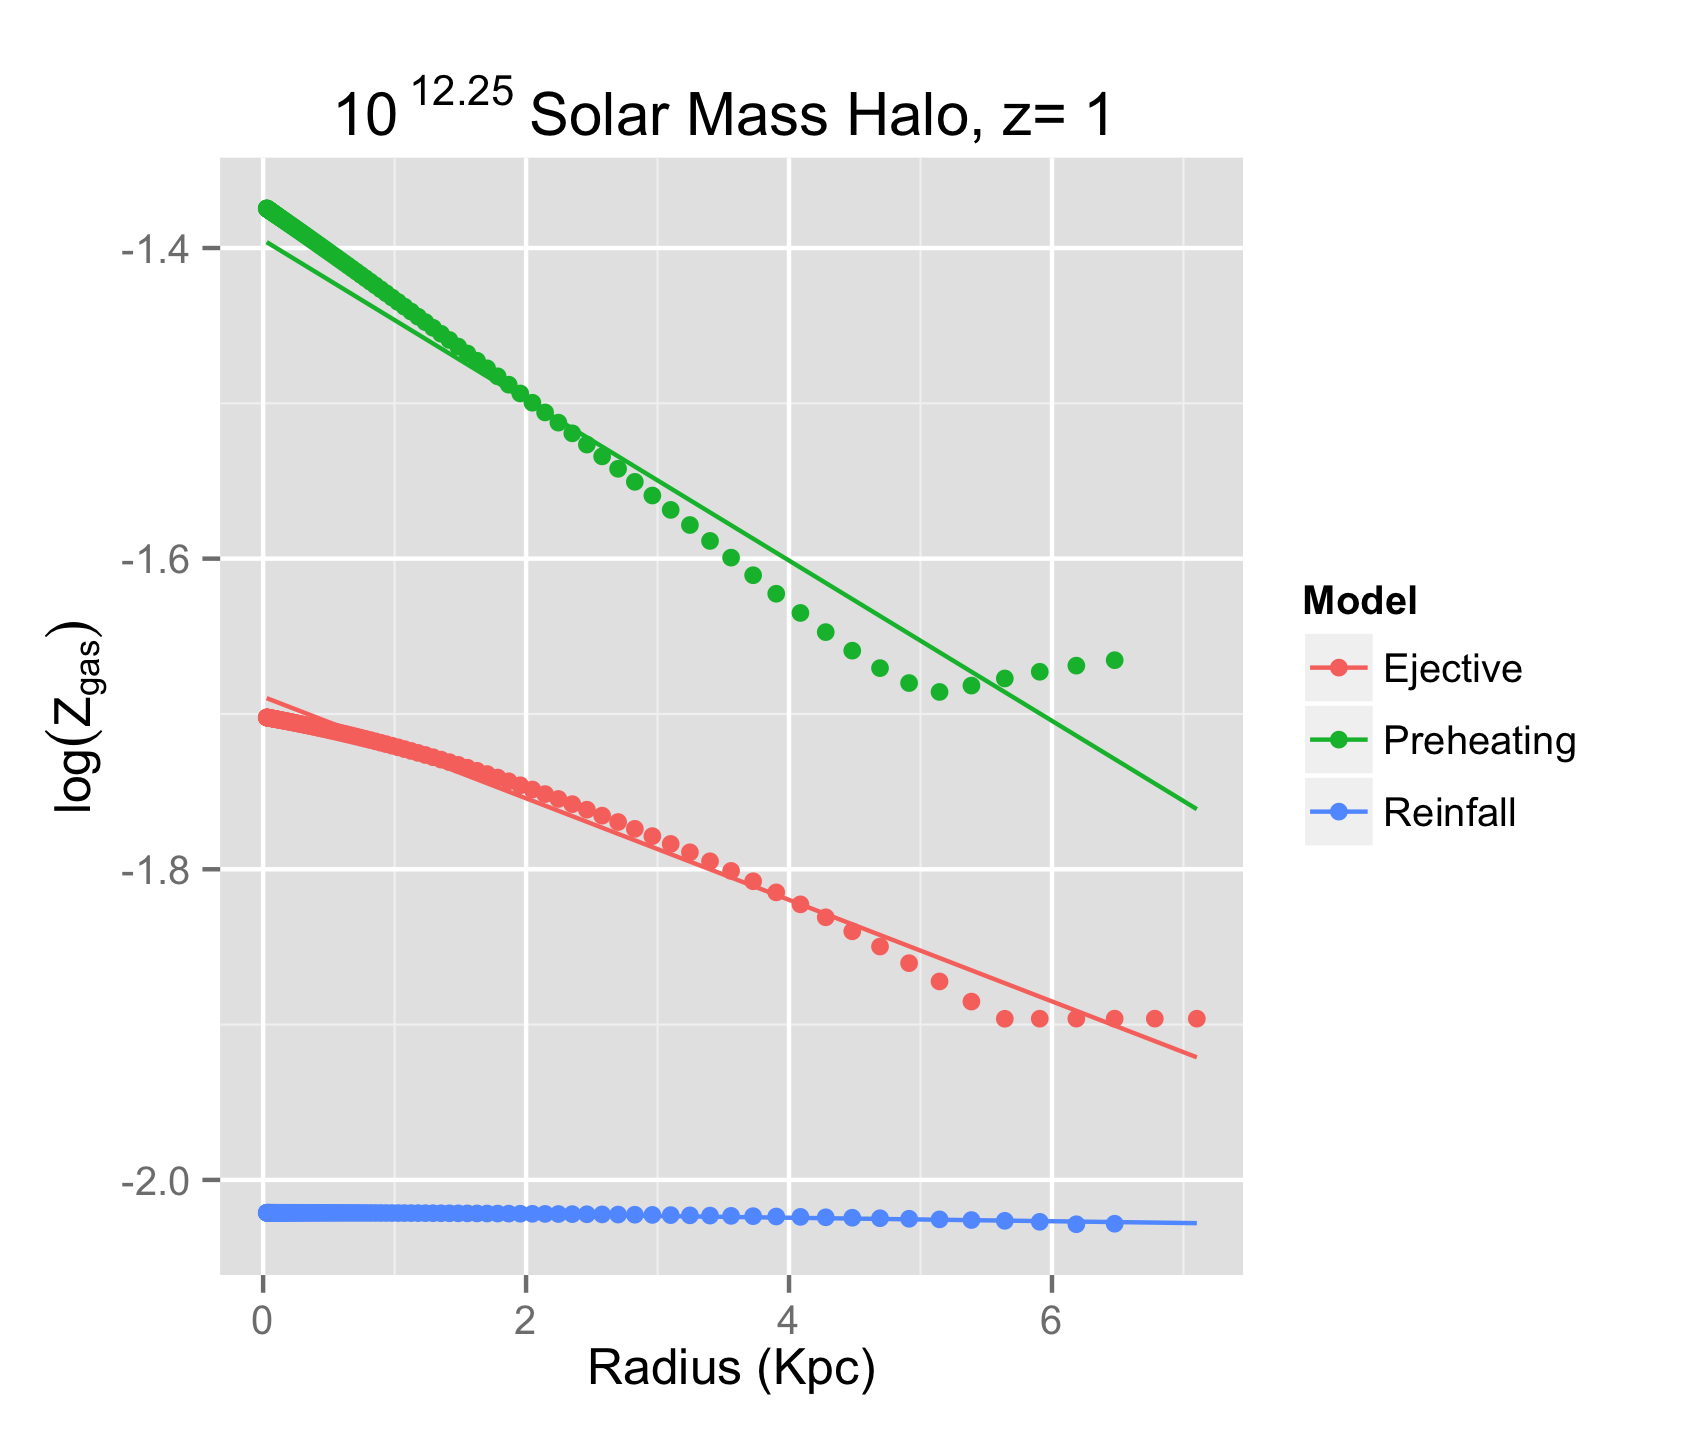 10 12.25 Solar Mass Halo, z= 1
-1.4
-1.6
-1.8
-2.0
log(Zgas)
0 2 4 6
Radius (Kpc)
Model
Ejective
Preheating
Reinfall